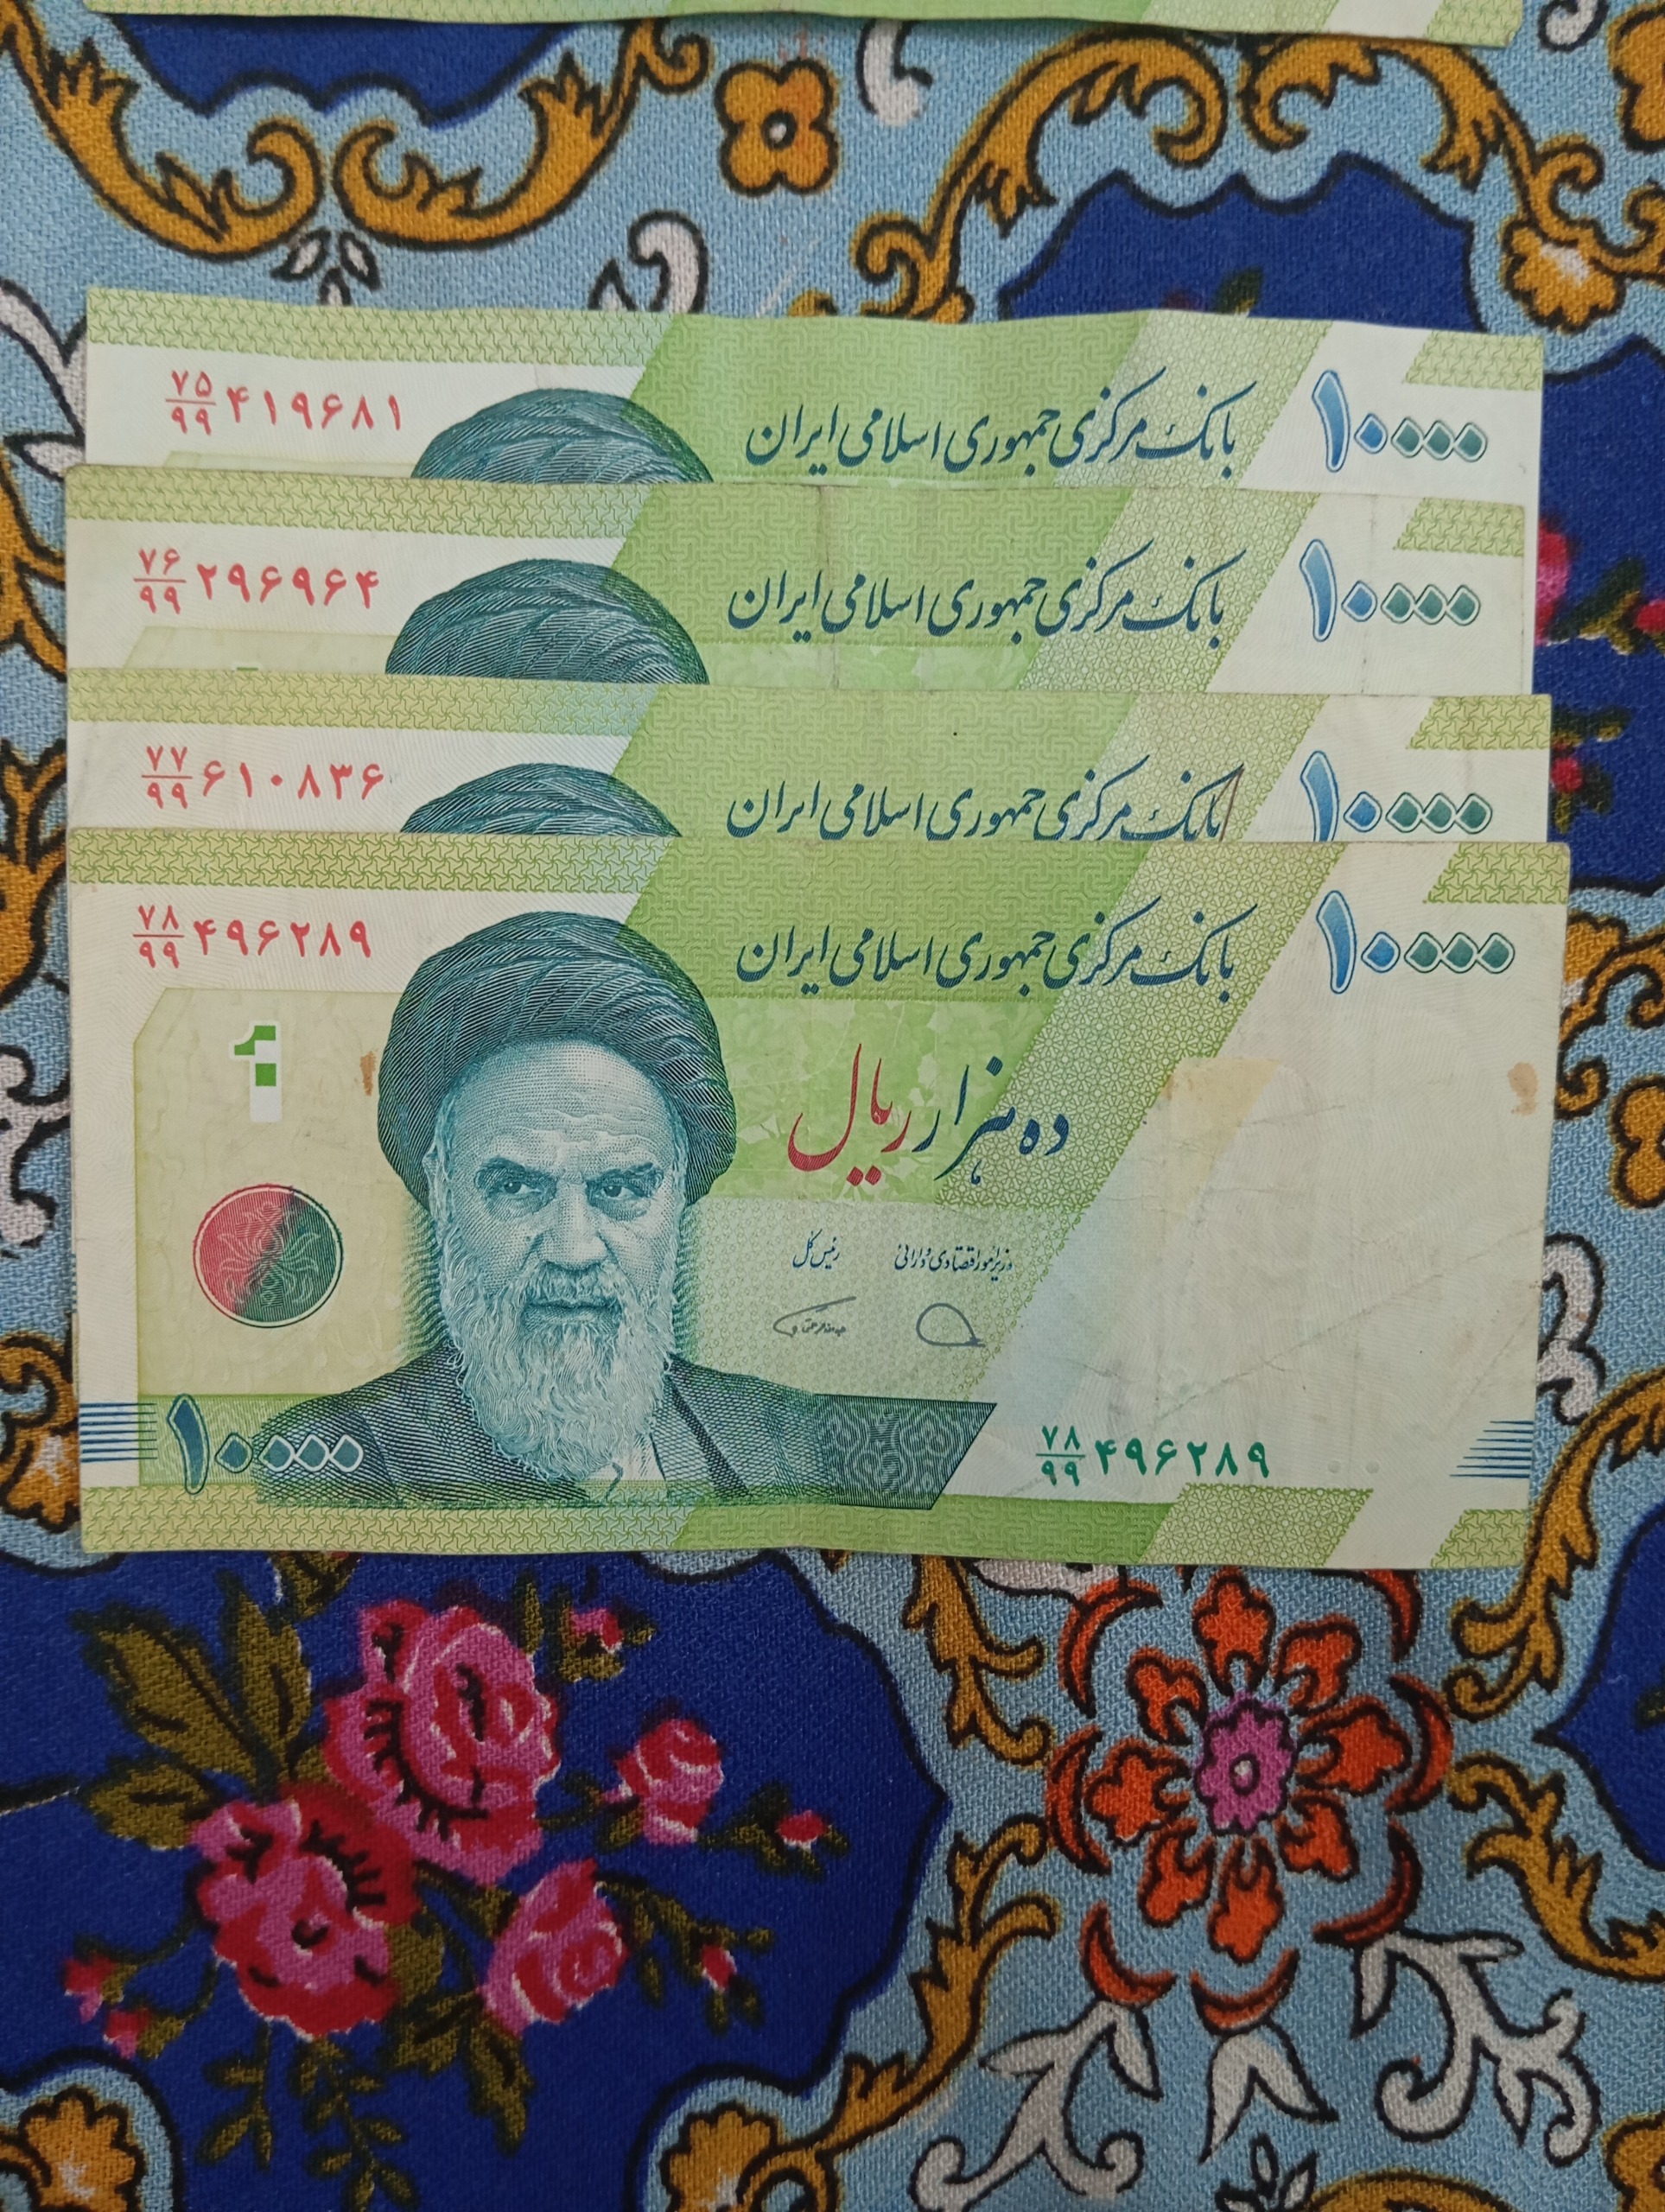 ۷۵/۹۹ ۴۱۹۶۸۱
بانک مرکزی جمهوری اسلامی ایران
۱۰۰۰۰
۷۶/۹۹ ۲۹۶۹۶۴
بانک مرکزی جمهوری اسلامی ایران
۱۰۰۰۰
۷۷/۹۹ ۶۱۰۸۳۶
بانک مرکزی جمهوری اسلامی ایران
۱۰۰۰۰
۷۸/۹۹ ۴۹۶۲۸۹
بانک مرکزی جمهوری اسلامی ایران
۱۰۰۰۰
۱۰
ده هزار ریال
وزیر امور اقتصادی و دارائی
رئیس کل
۱۰۰۰۰
۷۸/۹۹ ۴۹۶۲۸۹